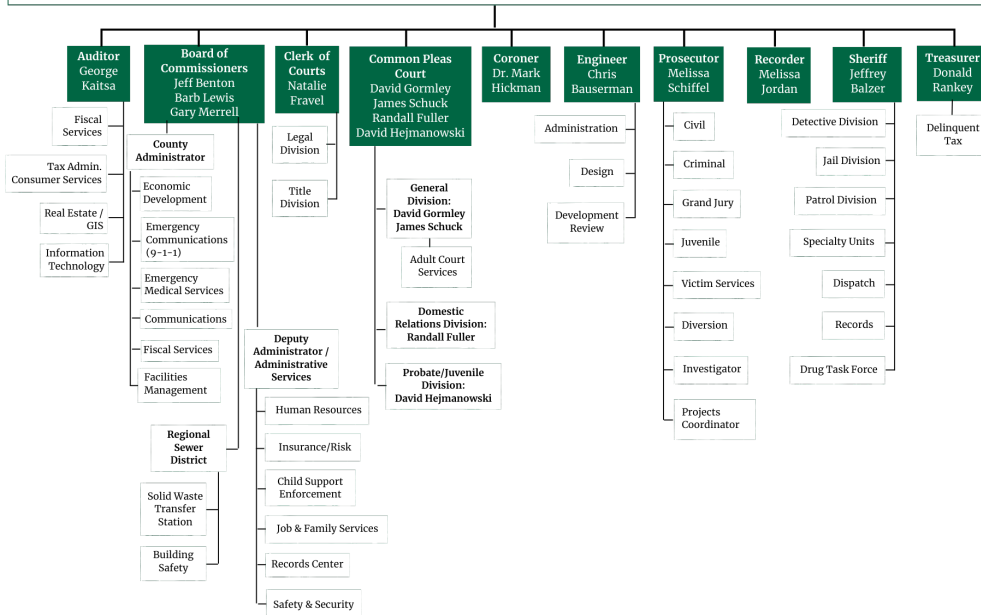 Auditor
George
Kaitsa
Fiscal
Services
Tax Admin.
Consumer Services
Real Estate /
GIS
Information
Technology
Board of
Commissioners
Jeff Benton
Barb Lewis
Gary Merrell
County
Administrator
Economic
Development
Emergency
Communications
(9-1-1)
Emergency
Medical Services
Communications
Fiscal Services
Facilities
Management
Regional
Sewer
District
Solid Waste
Transfer
Station
Building
Safety
Deputy
Administrator /
Administrative
Services
Human Resources
Insurance/Risk
Child Support
Enforcement
Job & Family Services
Records Center
Safety & Security
Clerk of
Courts
Natalie
Fravel
Legal
Division
Title
Division
Common Pleas
Court
David Gormley
James Schuck
Randall Fuller
David Hejmanowski
General
Division:
David Gormley
James Schuck
Adult Court
Services
Domestic
Relations Division:
Randall Fuller
Probate/Juvenile
Division:
David Hejmanowski
Coroner
Dr. Mark
Hickman
Engineer
Chris
Bauserman
Administration
Design
Development
Review
Prosecutor
Melissa
Schiffel
Civil
Criminal
Grand Jury
Juvenile
Victim Services
Diversion
Investigator
Projects
Coordinator
Recorder
Melissa
Jordan
Sheriff
Jeffrey
Balzer
Detective Division
Jail Division
Patrol Division
Specialty Units
Dispatch
Records
Drug Task Force
Treasurer
Donald
Rankey
Delinquent
Tax